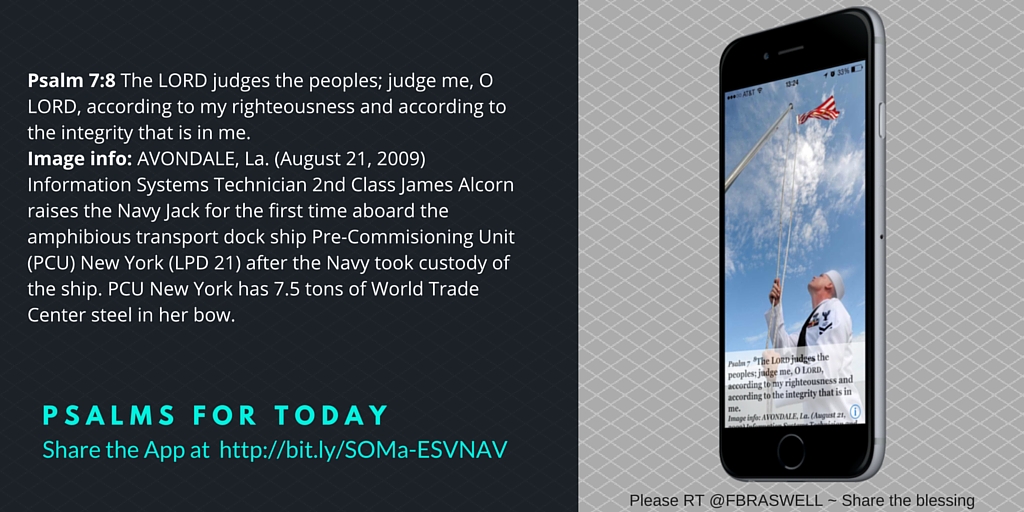 Psalm 7:8 The LORD judges the peoples; judge me, O
LORD, according to my righteousness and according to
the integrity that is in me.
Image info: AVONDALE, La. (August 21, 2009)
Information Systems Technician 2nd Class James Alcorn
raises the Navy Jack for the first time aboard the
amphibious transport dock ship Pre-Commisioning Unit
(PCU) New York (LPD 21) after the Navy took custody of
the ship. PCU New York has 7.5 tons of World Trade
Center steel in her bow.
PSALMS FOR TODAY
Share the App at http://bit.ly/SOMa-ESVNAV
AT&T 13:24 33%
Psalm 7 8The LORD judges the
peoples; judge me, O LORD,
according to my righteousness and
according to the integrity that is in
me.
Image info: AVONDALE, La. (August 21,
Please RT @FBRASWELL ~ Share the blessing